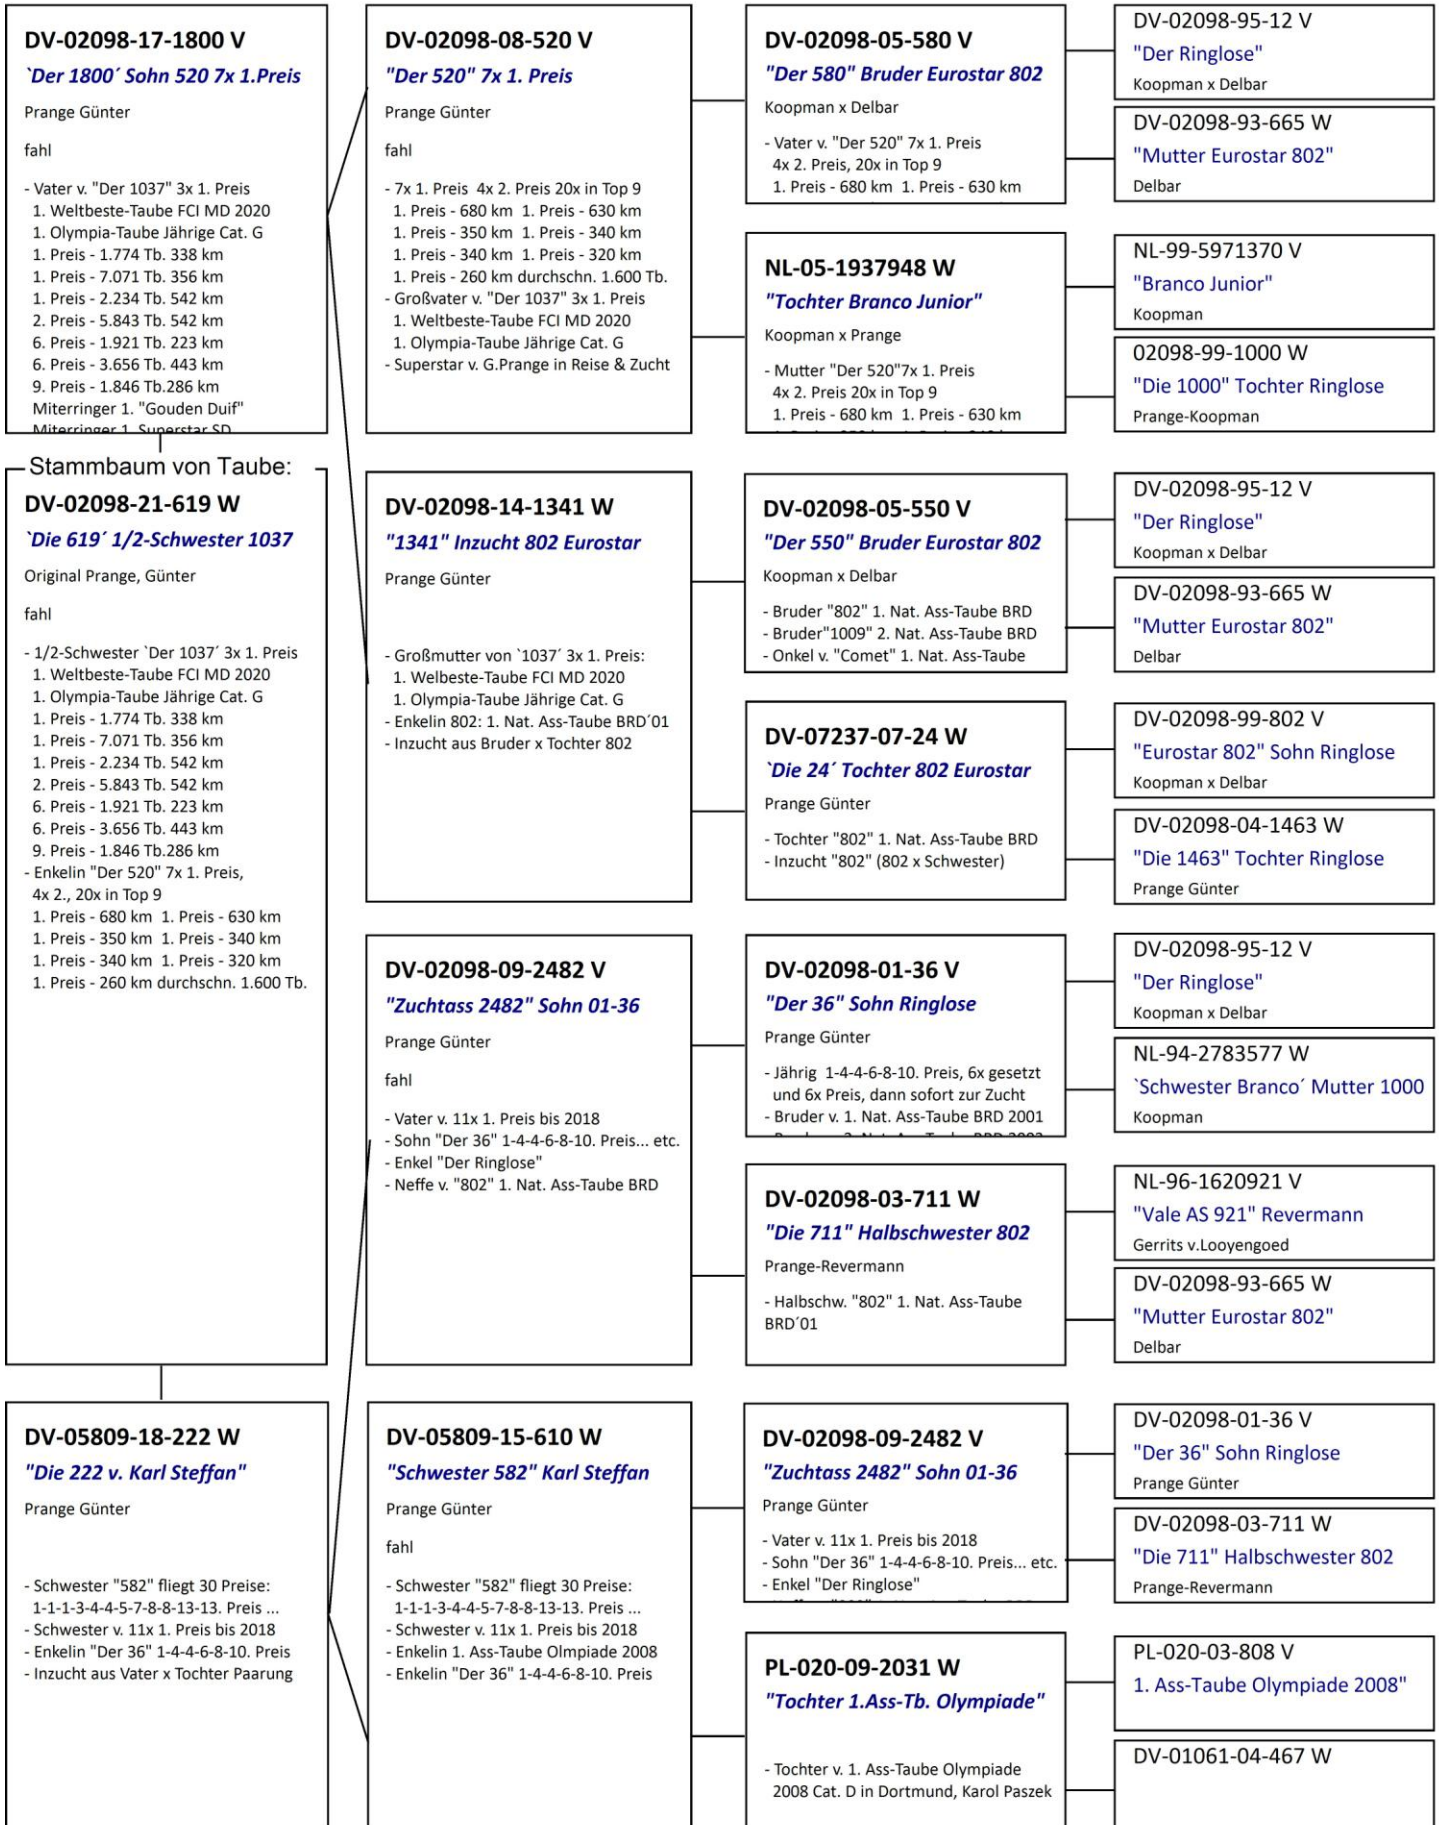 DV-02098-17-1800 V
`Der 1800´ Sohn 520 7x 1.Preis
Prange Günter
fahl
- Vater v. "Der 1037" 3x 1. Preis
1. Weltbeste-Taube FCI MD 2020
1. Olympia-Taube Jährige Cat. G
1. Preis - 1.774 Tb. 338 km
1. Preis - 7.071 Tb. 356 km
1. Preis - 2.234 Tb. 542 km
2. Preis - 5.843 Tb. 542 km
6. Preis - 1.921 Tb. 223 km
6. Preis - 3.656 Tb. 443 km
9. Preis - 1.846 Tb.286 km
Miterringer 1. "Gouden Duif"
Miterringer 1. Superstar SD
Stammbaum von Taube:
DV-02098-21-619 W
`Die 619´ 1/2-Schwester 1037
Original Prange, Günter
fahl
- 1/2-Schwester `Der 1037´ 3x 1. Preis
1. Weltbeste-Taube FCI MD 2020
1. Olympia-Taube Jährige Cat. G
1. Preis - 1.774 Tb. 338 km
1. Preis - 7.071 Tb. 356 km
1. Preis - 2.234 Tb. 542 km
2. Preis - 5.843 Tb. 542 km
6. Preis - 1.921 Tb. 223 km
6. Preis - 3.656 Tb. 443 km
9. Preis - 1.846 Tb.286 km
- Enkelin "Der 520" 7x 1. Preis,
4x 2., 20x in Top 9
1. Preis - 680 km 1. Preis - 630 km
1. Preis - 350 km 1. Preis - 340 km
1. Preis - 340 km 1. Preis - 320 km
1. Preis - 260 km durchschn. 1.600 Tb.
DV-05809-18-222 W
"Die 222 v. Karl Steffan"
Prange Günter
- Schwester "582" fliegt 30 Preise:
1-1-1-3-4-4-5-7-8-8-13-13. Preis ...
- Schwester v. 11x 1. Preis bis 2018
- Enkelin "Der 36" 1-4-4-6-8-10. Preis
- Inzucht aus Vater x Tochter Paarung
DV-02098-08-520 V
"Der 520" 7x 1. Preis
Prange Günter
fahl
- 7x 1. Preis 4x 2. Preis 20x in Top 9
1. Preis - 680 km 1. Preis - 630 km
1. Preis - 350 km 1. Preis - 340 km
1. Preis - 340 km 1. Preis - 320 km
1. Preis - 260 km durchschn. 1.600 Tb.
- Großvater v. "Der 1037" 3x 1. Preis
1. Weltbeste-Taube FCI MD 2020
1. Olympia-Taube Jährige Cat. G
- Superstar v. G.Prange in Reise & Zucht
DV-02098-14-1341 W
"1341" Inzucht 802 Eurostar
Prange Günter
- Großmutter von `1037´ 3x 1. Preis:
1. Welbeste-Taube FCI MD 2020
1. Olympia-Taube Jährige Cat. G
- Enkelin 802: 1. Nat. Ass-Taube BRD´01
- Inzucht aus Bruder x Tochter 802
DV-02098-09-2482 V
"Zuchtass 2482" Sohn 01-36
Prange Günter
fahl
- Vater v. 11x 1. Preis bis 2018
- Sohn "Der 36" 1-4-4-6-8-10. Preis... etc.
- Enkel "Der Ringlose"
- Neffe v. "802" 1. Nat. Ass-Taube BRD
DV-05809-15-610 W
"Schwester 582" Karl Steffan
Prange Günter
fahl
- Schwester "582" fliegt 30 Preise:
1-1-1-3-4-4-5-7-8-8-13-13. Preis ...
- Schwester v. 11x 1. Preis bis 2018
- Enkelin 1. Ass-Taube Olmpiade 2008
- Enkelin "Der 36" 1-4-4-6-8-10. Preis
DV-02098-05-580 V
"Der 580" Bruder Eurostar 802
Koopman x Delbar
- Vater v. "Der 520" 7x 1. Preis
4x 2. Preis, 20x in Top 9
1. Preis - 680 km 1. Preis - 630 km
NL-05-1937948 W
"Tochter Branco Junior"
Koopman x Prange
- Mutter "Der 520"7x 1. Preis
4x 2. Preis 20x in Top 9
1. Preis - 680 km 1. Preis - 630 km
DV-02098-05-550 V
"Der 550" Bruder Eurostar 802
Koopman x Delbar
- Bruder "802" 1. Nat. Ass-Taube BRD
- Bruder"1009" 2. Nat. Ass-Taube BRD
- Onkel v. "Comet" 1. Nat. Ass-Taube
DV-07237-07-24 W
`Die 24´ Tochter 802 Eurostar
Prange Günter
- Tochter "802" 1. Nat. Ass-Taube BRD
- Inzucht "802" (802 x Schwester)
DV-02098-01-36 V
"Der 36" Sohn Ringlose
Prange Günter
- Jährig 1-4-4-6-8-10. Preis, 6x gesetzt
und 6x Preis, dann sofort zur Zucht
- Bruder v. 1. Nat. Ass-Taube BRD 2001
DV-02098-03-711 W
"Die 711" Halbschwester 802
Prange-Revermann
- Halbschw. "802" 1. Nat. Ass-Taube
BRD´01
DV-02098-09-2482 V
"Zuchtass 2482" Sohn 01-36
Prange Günter
- Vater v. 11x 1. Preis bis 2018
- Sohn "Der 36" 1-4-4-6-8-10. Preis... etc.
- Enkel "Der Ringlose"
PL-020-09-2031 W
"Tochter 1.Ass-Tb. Olympiade"
- Tochter v. 1. Ass-Taube Olympiade
2008 Cat. D in Dortmund, Karol Paszek
DV-02098-95-12 V
"Der Ringlose"
Koopman x Delbar
DV-02098-93-665 W
"Mutter Eurostar 802"
Delbar
NL-99-5971370 V
"Branco Junior"
Koopman
02098-99-1000 W
"Die 1000" Tochter Ringlose
Prange-Koopman
DV-02098-95-12 V
"Der Ringlose"
Koopman x Delbar
DV-02098-93-665 W
"Mutter Eurostar 802"
Delbar
DV-02098-99-802 V
"Eurostar 802" Sohn Ringlose
Koopman x Delbar
DV-02098-04-1463 W
"Die 1463" Tochter Ringlose
Prange Günter
DV-02098-95-12 V
"Der Ringlose"
Koopman x Delbar
NL-94-2783577 W
`Schwester Branco´ Mutter 1000
Koopman
NL-96-1620921 V
"Vale AS 921" Revermann
Gerrits v.Looyengoed
DV-02098-93-665 W
"Mutter Eurostar 802"
Delbar
DV-02098-01-36 V
"Der 36" Sohn Ringlose
Prange Günter
DV-02098-03-711 W
"Die 711" Halbschwester 802
Prange-Revermann
PL-020-03-808 V
1. Ass-Taube Olympiade 2008"
DV-01061-04-467 W